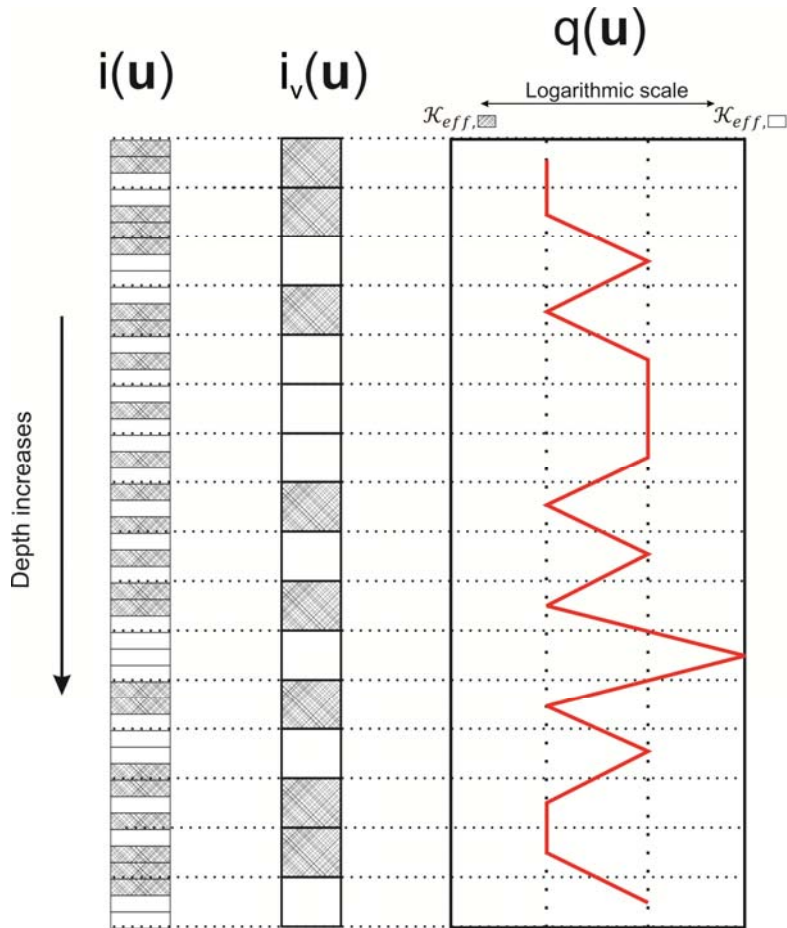 q(u)
i(u) i_v(u)
Logarithmic scale
𝒦_eff, 𝒦_eff,
Depth increases